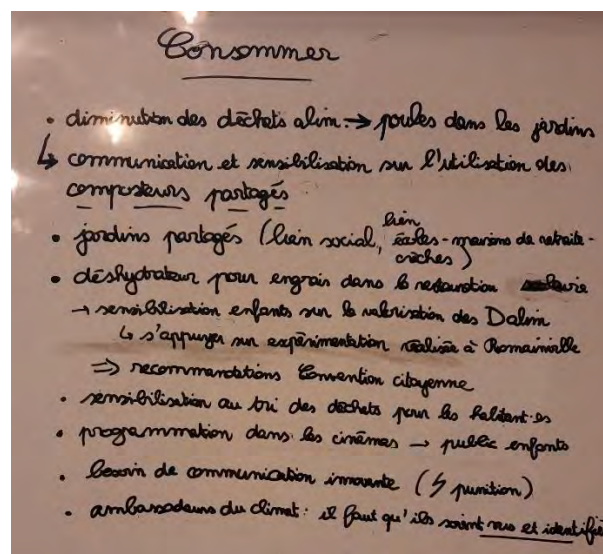 Consommer
• diminution des déchets alim. → poules dans les jardins
↳ communication et sensibilisation sur l'utilisation des
composteurs partagés
• jardins partagés (lien social, lien écoles - maisons de retraite -
crèches)
• déshydrateur pour engrais dans la restauration scolaire
→ sensibilisation enfants sur la valorisation des Dalim
↳ s'appuyer sur expérimentation réalisée à Romainville
⇒ recommandations Convention citoyenne
• sensibilisation au tri des déchets pour les habitant·es
• programmation dans les cinémas → public enfants
• besoin de communication innovante (↯ punition)
• ambassadeurs du climat : il faut qu'ils soient vus et identifié